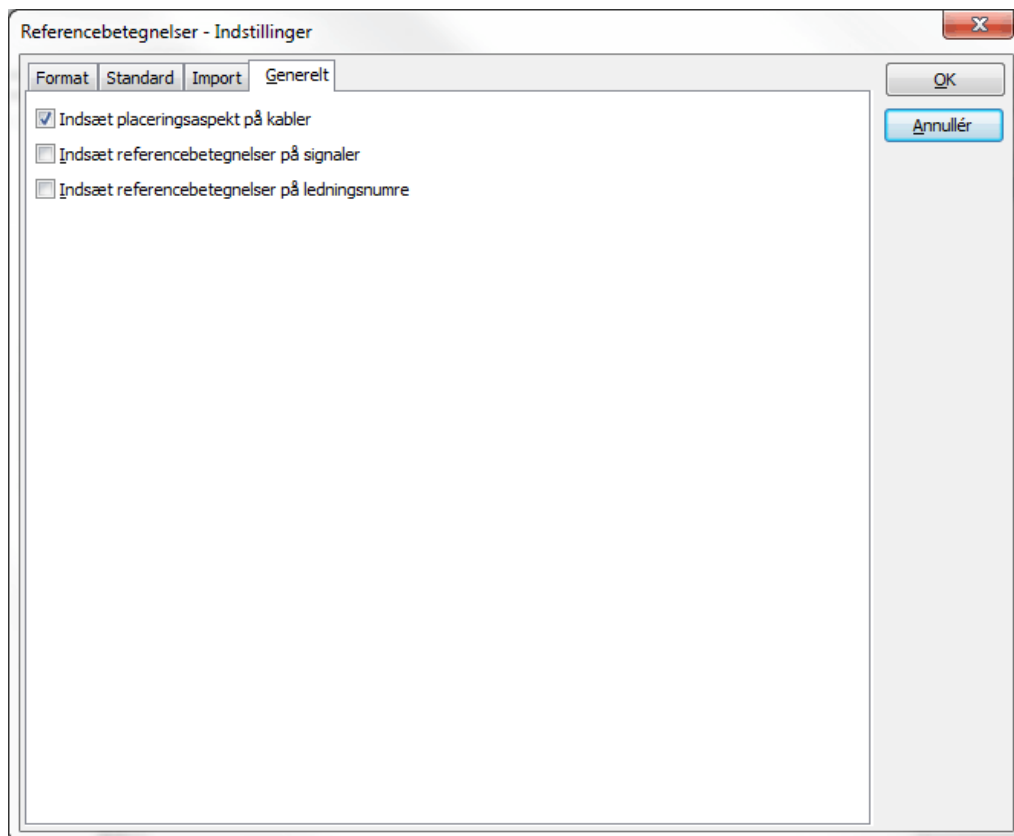 Referencebetegnelser - Indstillinger
Format Standard Import Generelt
OK
Annullér
Indsæt placeringsaspekt på kabler
Indsæt referencebetegnelser på signaler
Indsæt referencebetegnelser på ledningsnumre